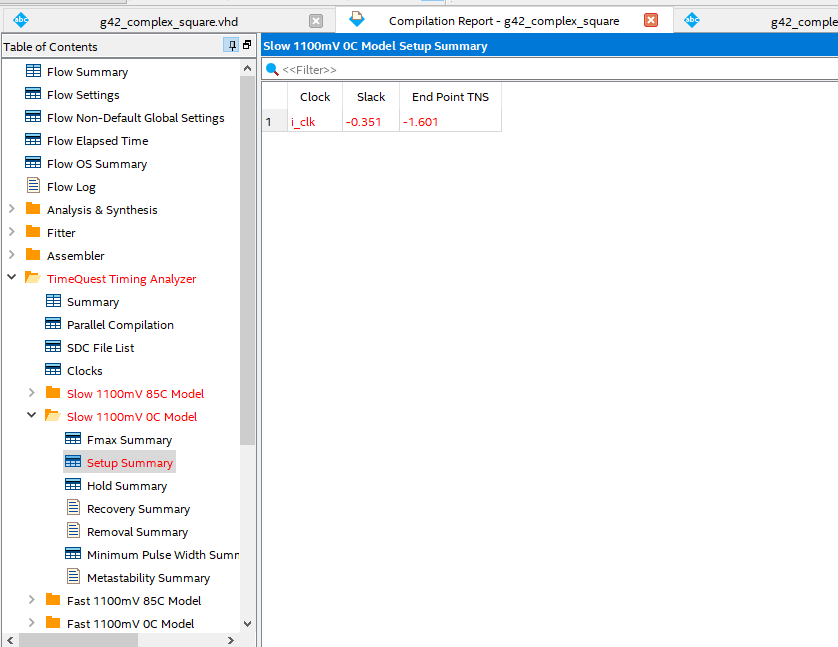 g42_complex_square.vhd
Compilation Report - g42_complex_square
g42_comple
Table of Contents
Flow Summary
Flow Settings
Flow Non-Default Global Settings
Flow Elapsed Time
Flow OS Summary
Flow Log
Analysis & Synthesis
Fitter
Assembler
TimeQuest Timing Analyzer
Summary
Parallel Compilation
SDC File List
Clocks
Slow 1100mV 85C Model
Slow 1100mV 0C Model
Fmax Summary
Setup Summary
Hold Summary
Recovery Summary
Removal Summary
Minimum Pulse Width Summ
Metastability Summary
Fast 1100mV 85C Model
Fast 1100mV 0C Model
Slow 1100mV 0C Model Setup Summary
<<Filter>>
Clock Slack End Point TNS
1 i_clk -0.351 -1.601